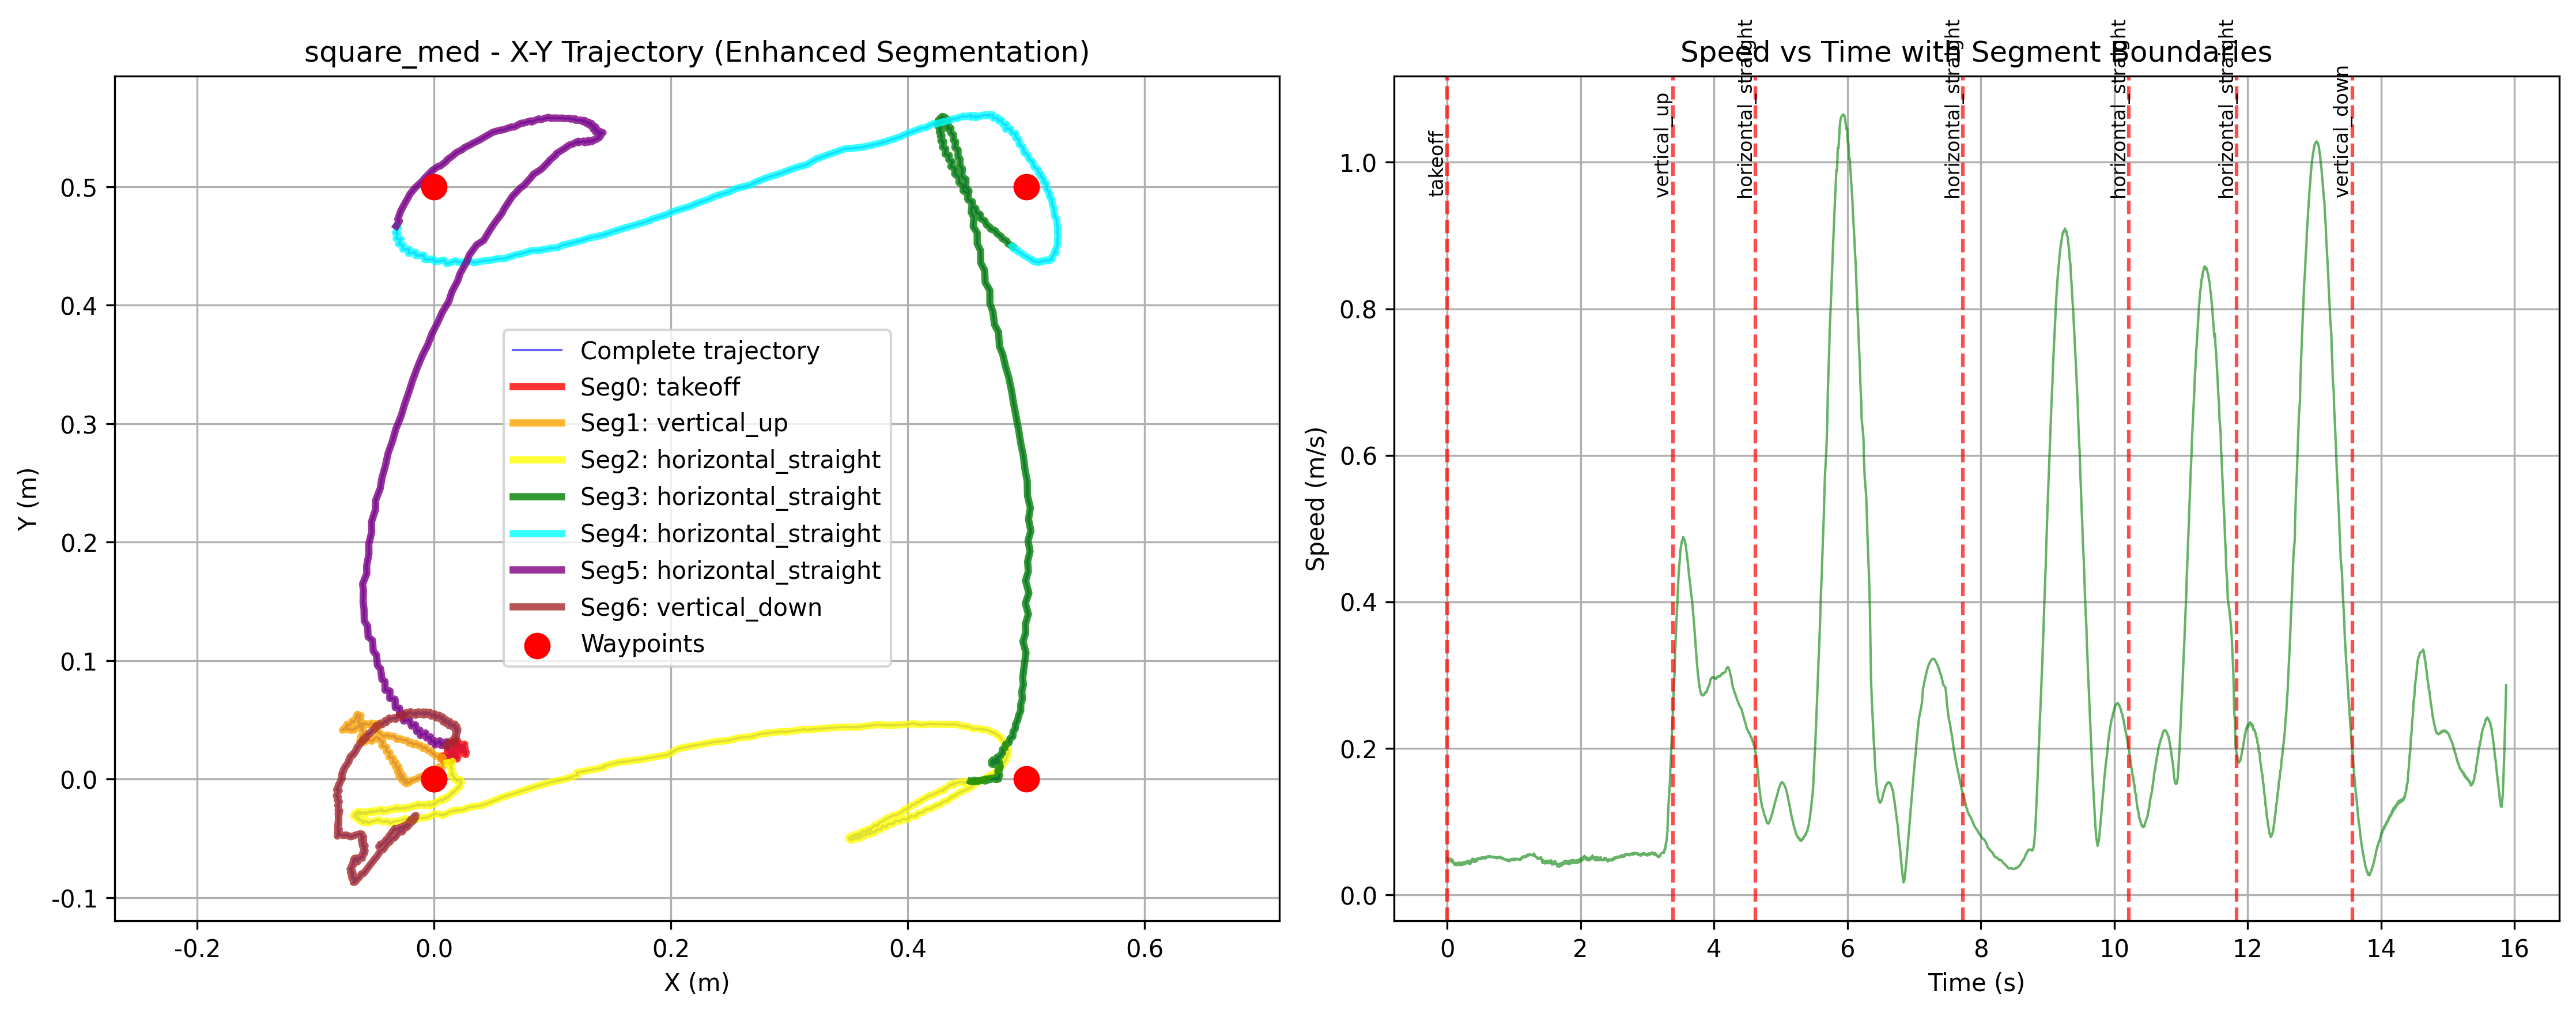 square_med - X-Y Trajectory (Enhanced Segmentation)
Y (m)
0.5
0.4
0.3
0.2
0.1
0.0
-0.1
Complete trajectory
Seg0: takeoff
Seg1: vertical_up
Seg2: horizontal_straight
Seg3: horizontal_straight
Seg4: horizontal_straight
Seg5: horizontal_straight
Seg6: vertical_down
Waypoints
-0.2 0.0 0.2 0.4 0.6
X (m)
Speed vs Time with Segment Boundaries
Speed (m/s)
1.0
0.8
0.6
0.4
0.2
0.0
takeoff
vertical_up
horizontal_straight
horizontal_straight
horizontal_straight
horizontal_straight
vertical_down
0 2 4 6 8 10 12 14 16
Time (s)